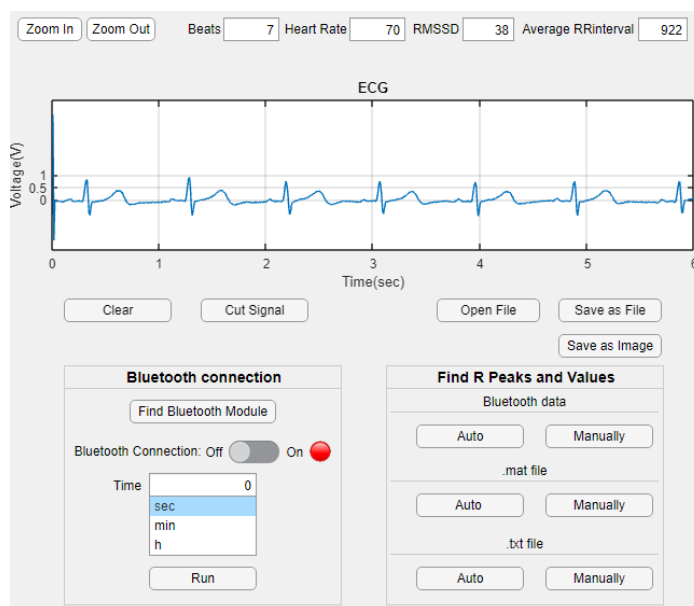 Zoom In Zoom Out Beats 7 Heart Rate 70 RMSSD 38 Average RRinterval 922
ECG
Voltage(V)
1
0.5
0
0 1 2 3 4 5 6
Time(sec)
Clear Cut Signal Open File Save as File
Save as Image
Bluetooth connection
Find Bluetooth Module
Bluetooth Connection: Off On
Time 0
sec
min
h
Run
Find R Peaks and Values
Bluetooth data
Auto Manually
.mat file
Auto Manually
.txt file
Auto Manually